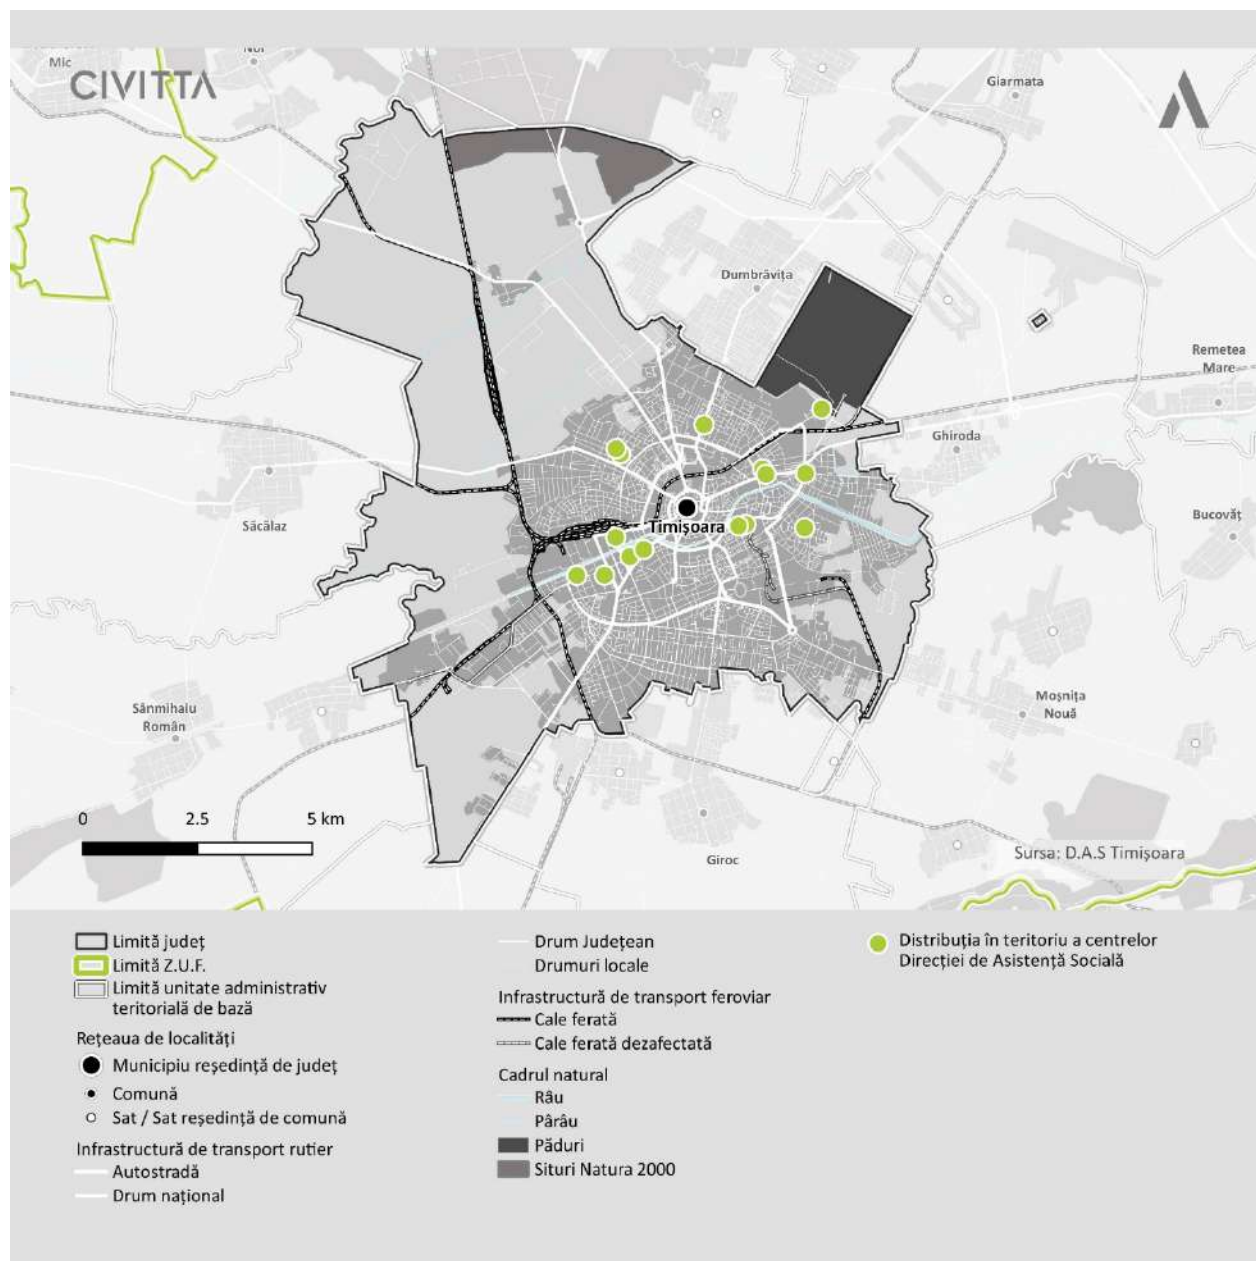 Noi
Mic
CIVITTA
Giarmata
Dumbrăvița
Remetea
Mare
Ghiroda
Săcălaz
Timișoara
Bucovăț
Sânmihaiu
Român
Moșnița
Nouă
0 2.5 5 km
Giroc
Sursa: D.A.S Timișoara
Limită județ
Limită Z.U.F.
Limită unitate administrativ
teritorială de bază
Rețeaua de localități
Municipiu reședință de județ
Comună
Sat / Sat reședință de comună
Infrastructură de transport rutier
Autostradă
Drum național
Drum Județean
Drumuri locale
Infrastructură de transport feroviar
Cale ferată
Cale ferată dezafectată
Cadrul natural
Râu
Pârâu
Păduri
Situri Natura 2000
Distribuția în teritoriu a centrelor
Direcției de Asistență Socială